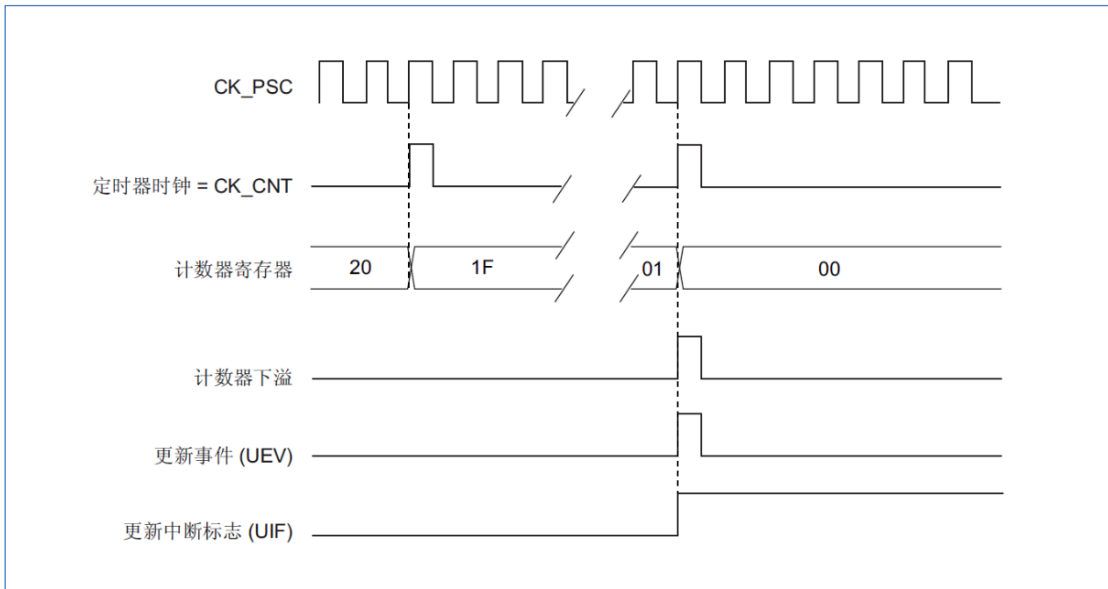 CK_PSC
定时器时钟 = CK_CNT
计数器寄存器 20 1F 01 00
计数器下溢
更新事件 (UEV)
更新中断标志 (UIF)